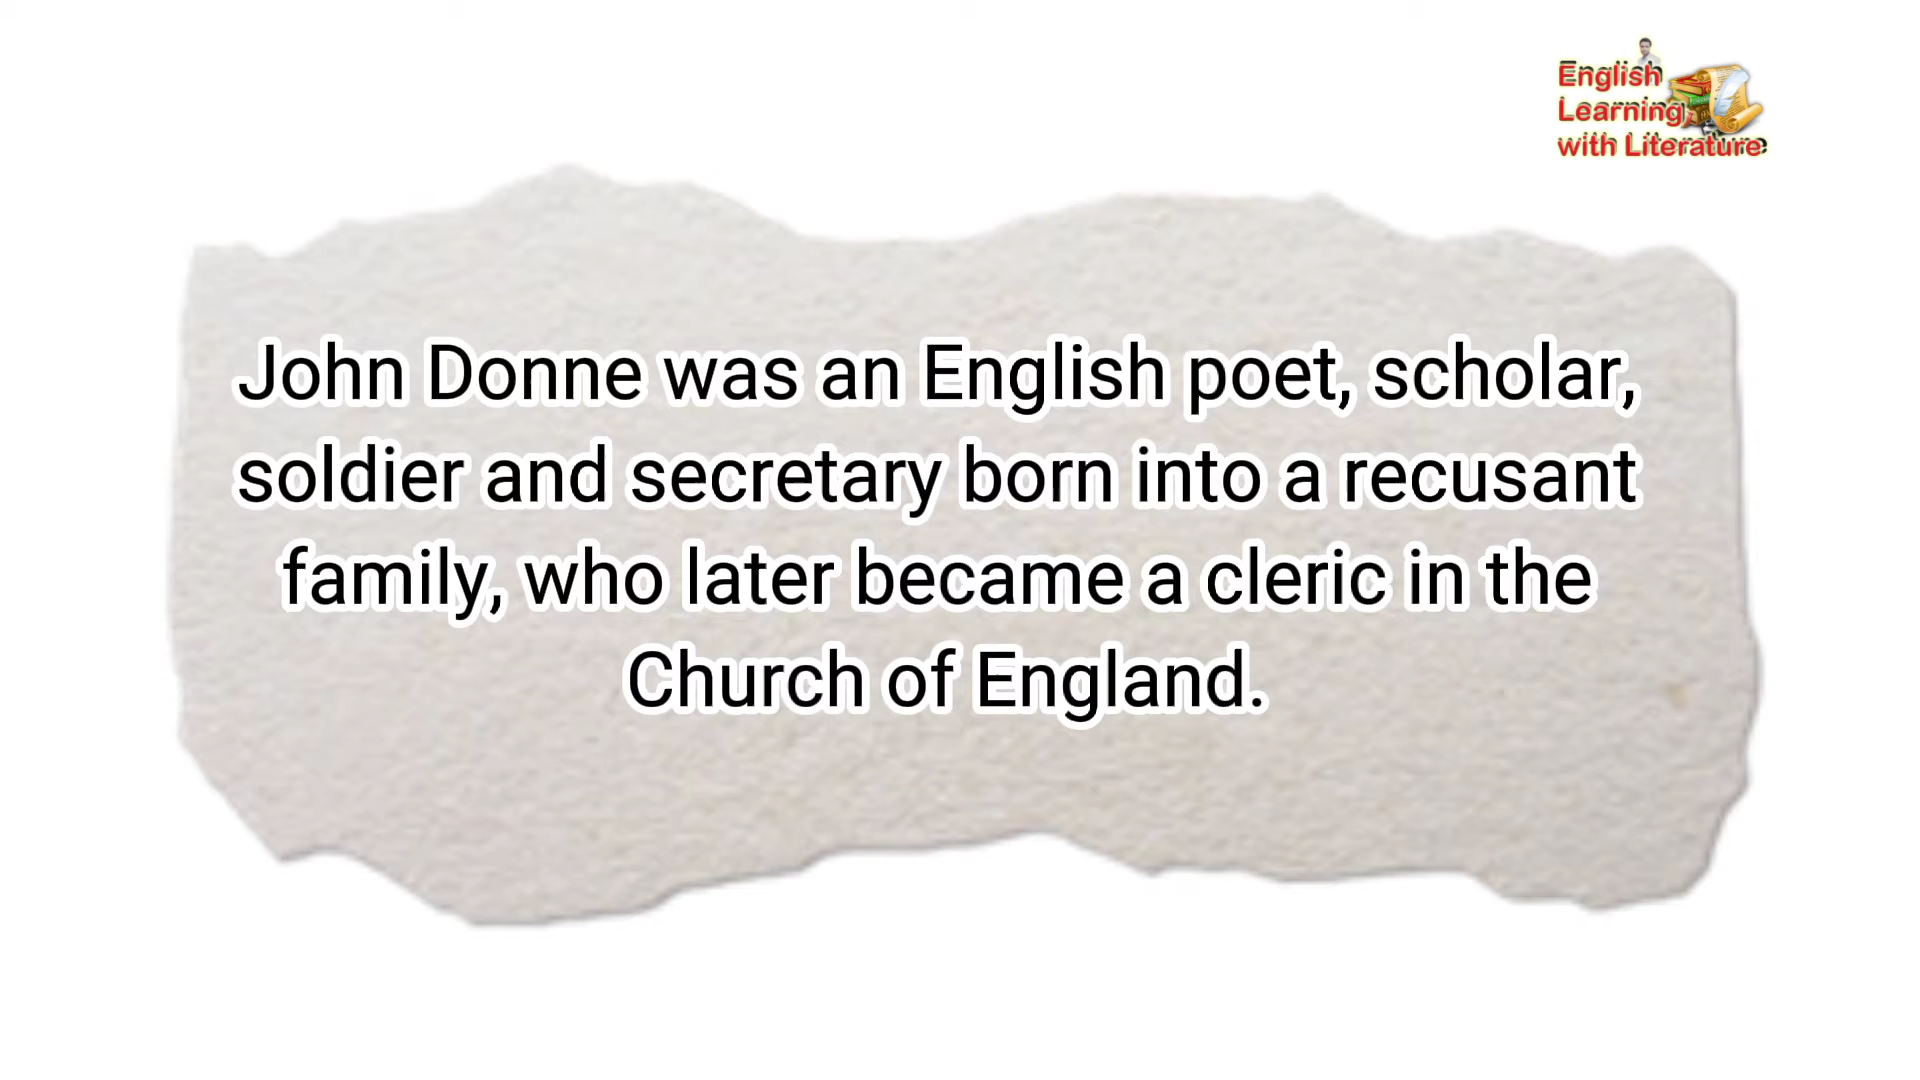 English
Learning
with Literature
John Donne was an English poet, scholar,
soldier and secretary born into a recusant
family, who later became a cleric in the
Church of England.